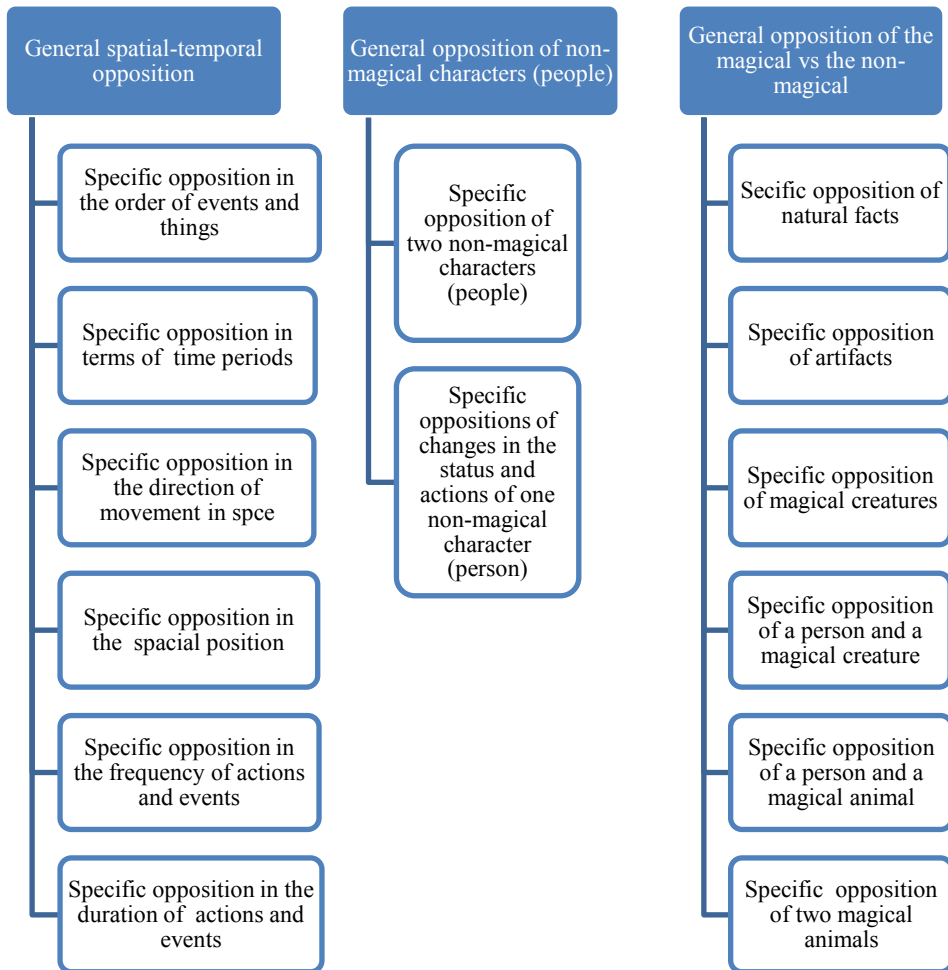 General spatial-temporal
opposition
Specific opposition in
the order of events and
things
Specific opposition in
terms of time periods
Specific opposition in
the direction of
movement in spce
Specific opposition in
the spacial position
Specific opposition in
the frequency of actions
and events
Specific opposition in the
duration of actions and
events
General opposition of non-
magical characters (people)
Specific
opposition of
two non-magical
characters
(people)
Specific
oppositions of
changes in the
status and
actions of one
non-magical
character
(person)
General opposition of the
magical vs the non-
magical
Secific opposition of
natural facts
Specific opposition
of artifacts
Specific opposition
of magical creatures
Specific opposition
of a person and a
magical creature
Specific opposition
of a person and a
magical animal
Specific opposition
of two magical
animals